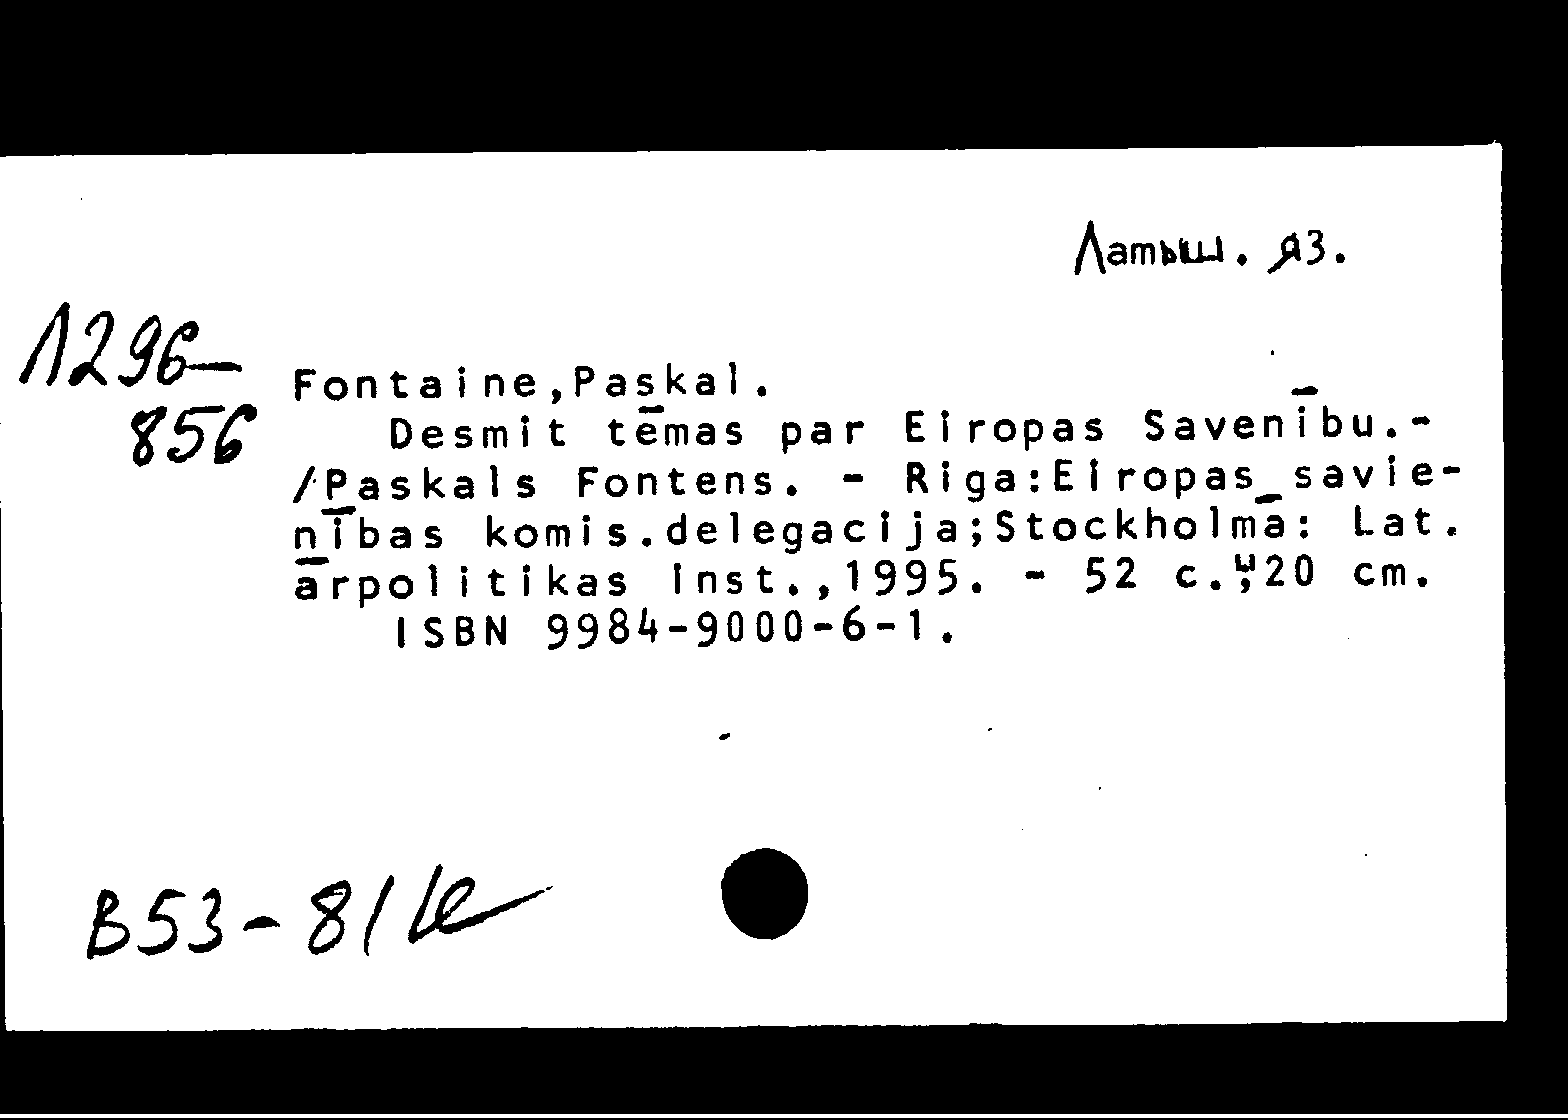 Латыш. яз.
Л296-
856
Fontaine,Paskal.
Desmit tēmas par Eiropas Savenību.-
/Paskals Fontens. - Riga:Eiropas savie-
nības komis.delegacija;Stockholmā: Lat.
ārpolitikas Inst.,1995. - 52 c.;20 cm.
ISBN 9984-9000-6-1.
B53-81